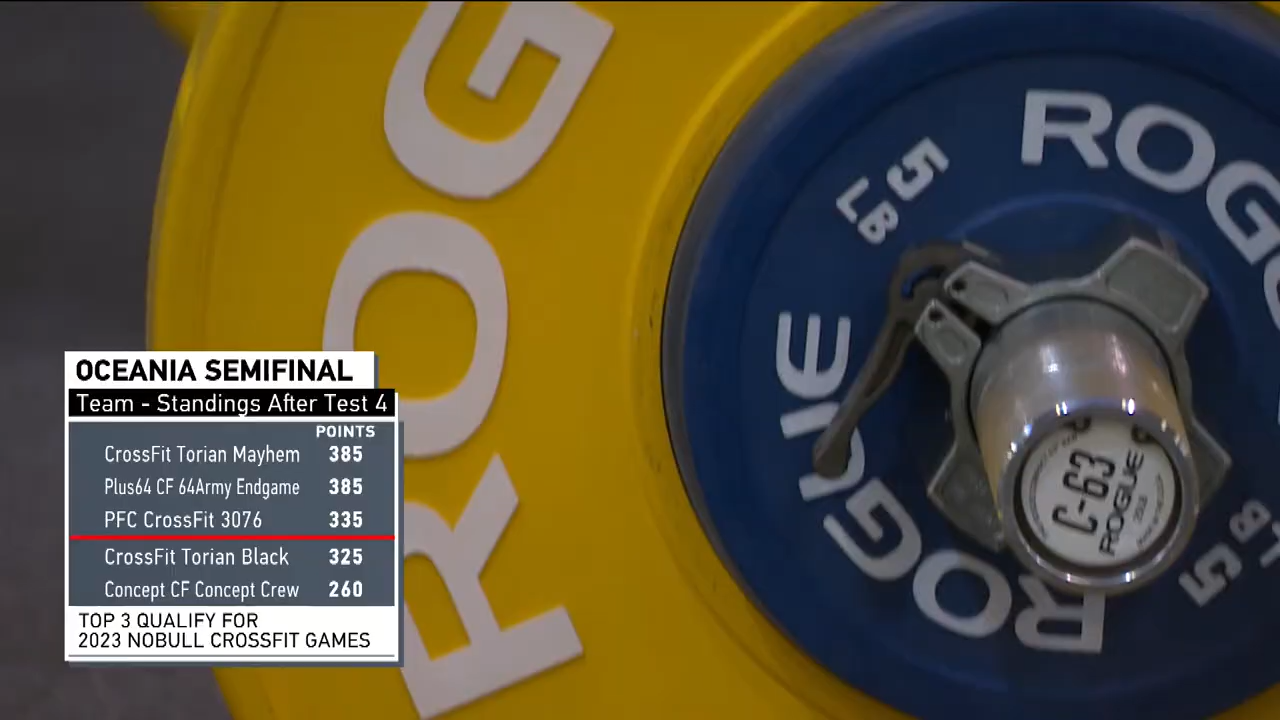 OCEANIA SEMIFINAL
Team - Standings After Test 4
POINTS
CrossFit Torian Mayhem 385
Plus64 CF 64Army Endgame 385
PFC CrossFit 3076 335
CrossFit Torian Black 325
Concept CF Concept Crew 260
TOP 3 QUALIFY FOR
2023 NOBULL CROSSFIT GAMES
ROG
LB 5
ROGU
ROGUE
5 LB
C-63
ROGUE